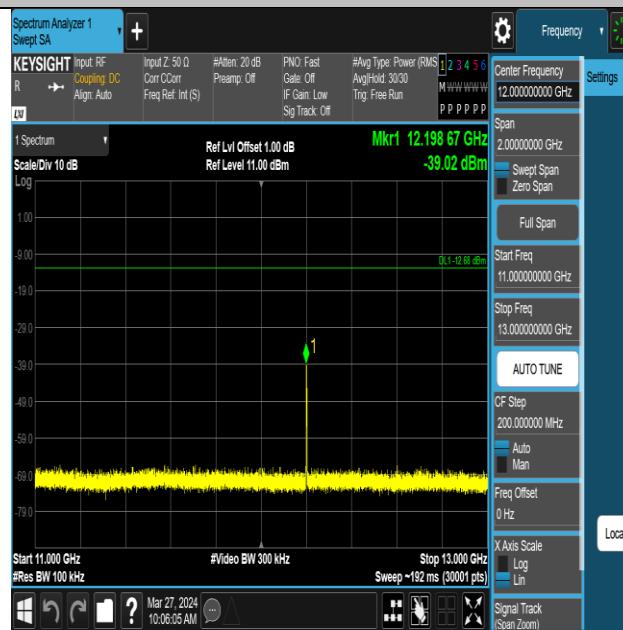 Spectrum Analyzer 1
Swept SA
+
Frequency
KEYSIGHT
R
LXI
Input: RF
Coupling: DC
Align: Auto
Input Z: 50 Ω
Corr CCorr
Freq Ref: Int (S)
#Atten: 20 dB
Preamp: Off
PNO: Fast
Gate: Off
IF Gain: Low
Sig Track: Off
#Avg Type: Power (RMS
Avg|Hold: 30/30
Trig: Free Run
1 2 3 4 5 6
M W W W W W
P P P P P P
1 Spectrum
Scale/Div 10 dB
Log
Ref Lvl Offset 1.00 dB
Ref Level 11.00 dBm
Mkr1 12.198 67 GHz
-39.02 dBm
1.00
-9.00
DL1 -12.68 dBm
-19.0
-29.0
1
-39.0
-49.0
-59.0
-69.0
-79.0
Start 11.000 GHz
#Res BW 100 kHz
#Video BW 300 kHz
Stop 13.000 GHz
Sweep ~192 ms (30001 pts)
?
Mar 27, 2024
10:06:05 AM
Center Frequency
12.000000000 GHz
Settings
Span
2.00000000 GHz
Swept Span
Zero Span
Full Span
Start Freq
11.000000000 GHz
Stop Freq
13.000000000 GHz
AUTO TUNE
CF Step
200.000000 MHz
Auto
Man
Freq Offset
0 Hz
X Axis Scale
Log
Lin
Loca
Signal Track
(Span Zoom)